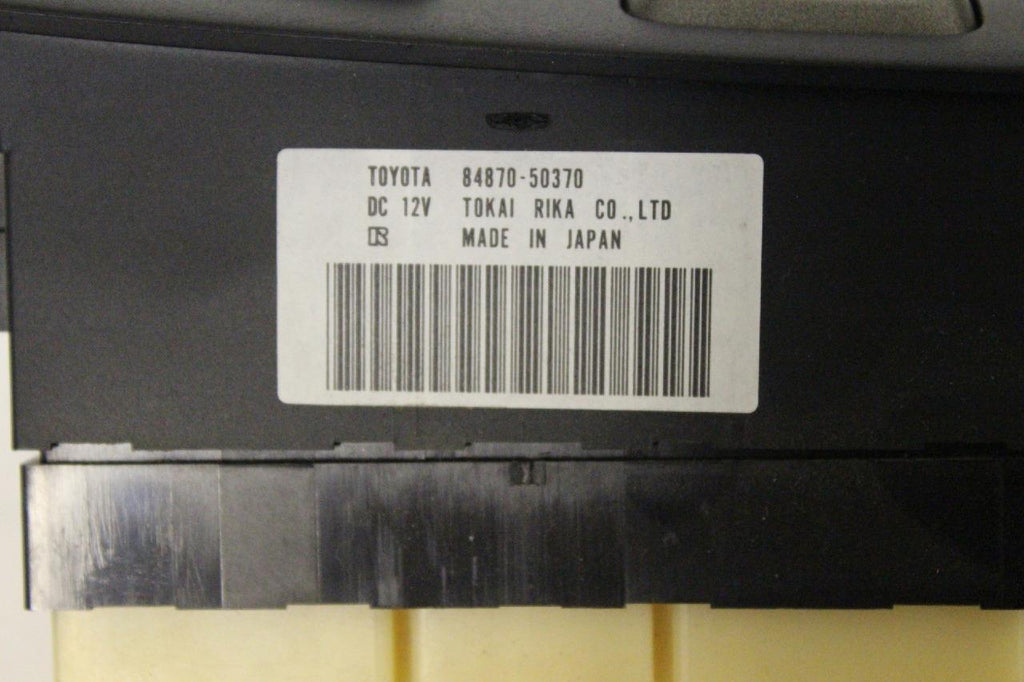 TOYOTA 84870-50370
DC 12V TOKAI RIKA CO.,LTD
MADE IN JAPAN